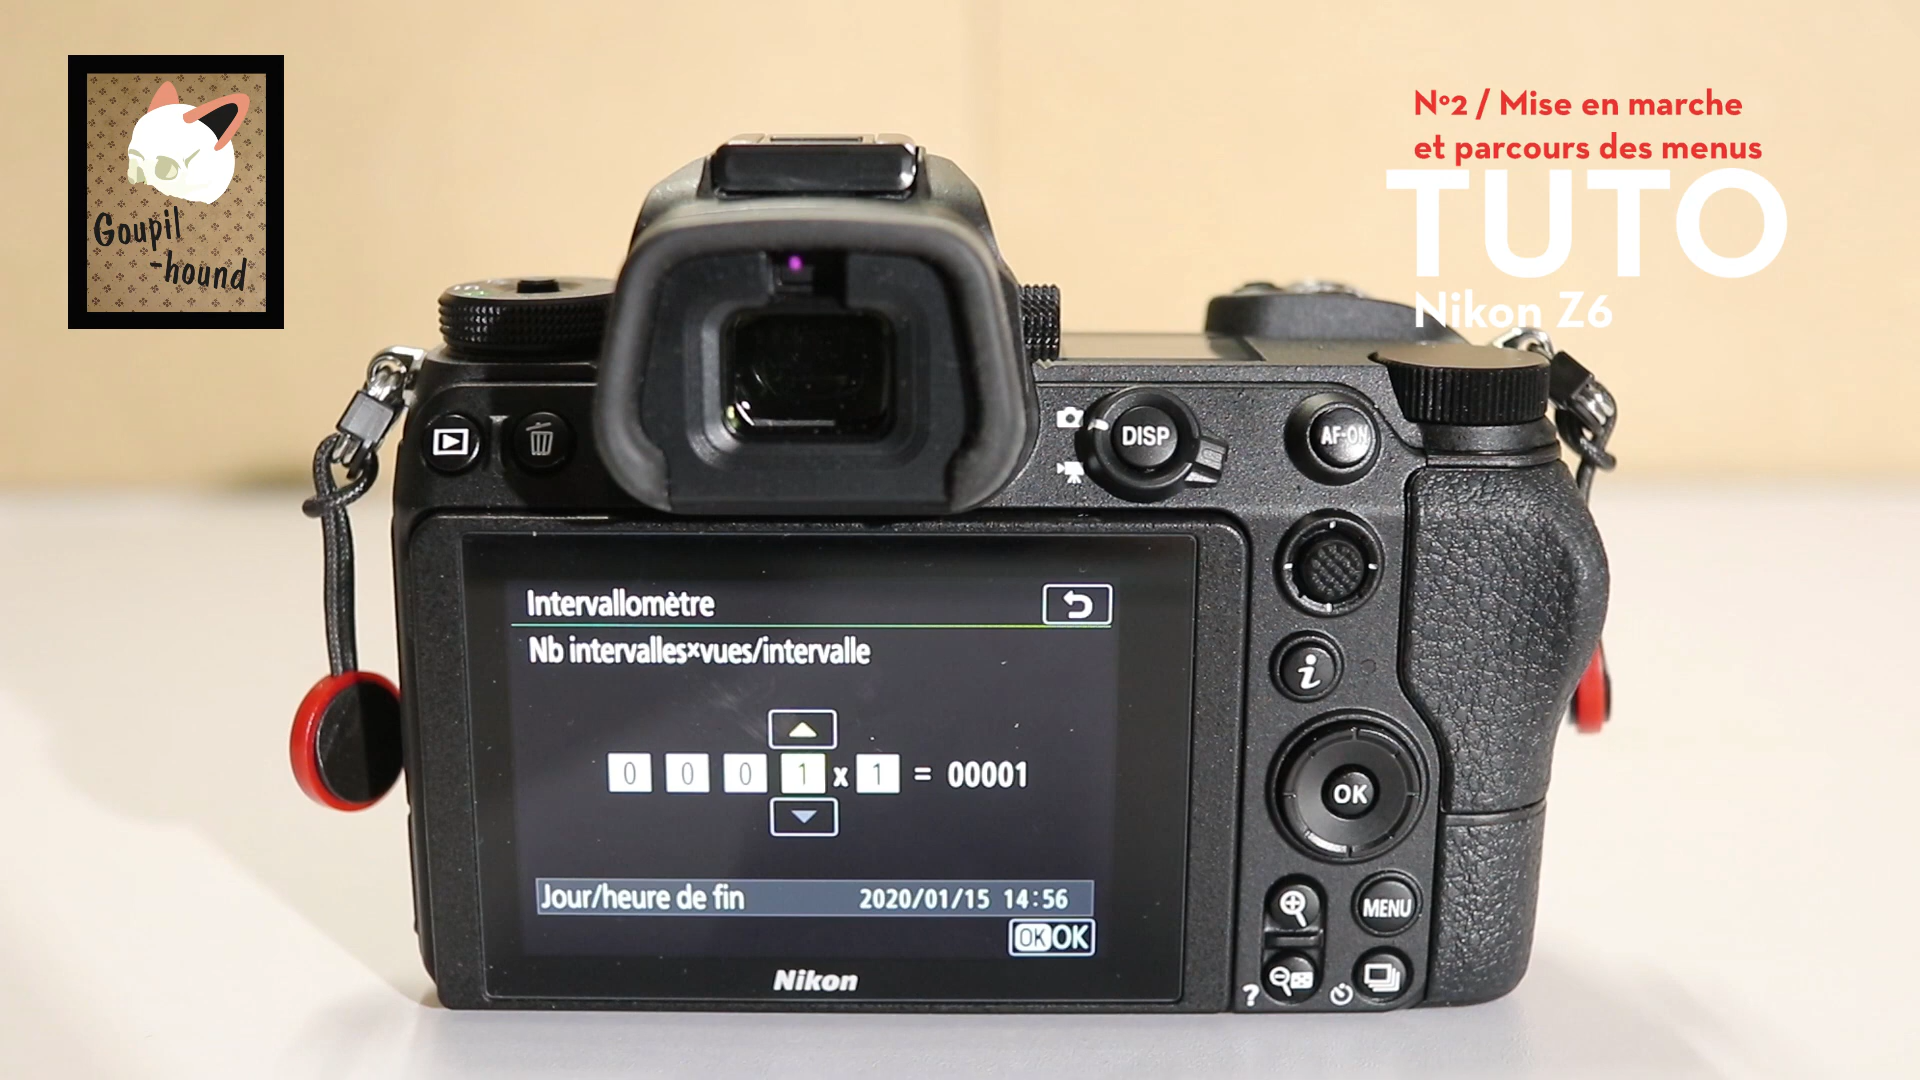 Goupil
-hound
N°2 / Mise en marche
et parcours des menus
TUTO
Nikon Z6
DISP
AF-ON
Intervallomètre
Nb intervalles×vues/intervalle
0 0 0 1 x 1 = 00001
Jour/heure de fin 2020/01/15 14:56
OK OK
Nikon
i
OK
MENU
?